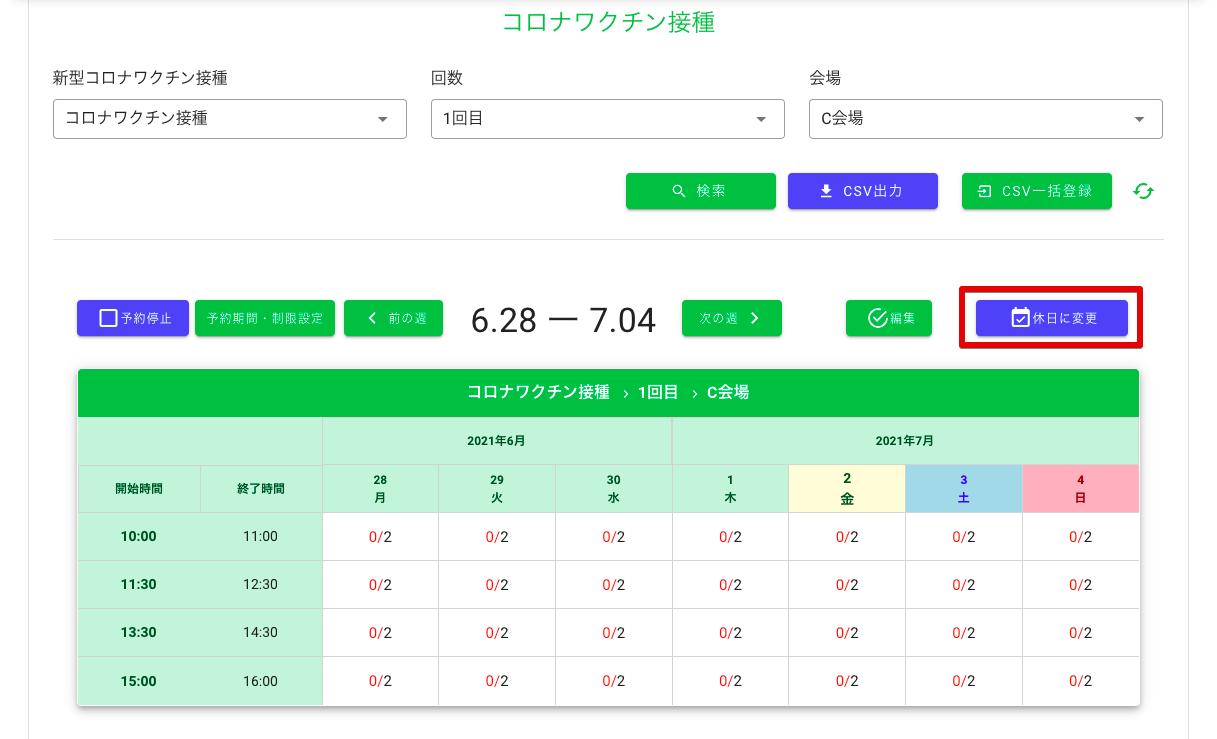 コロナワクチン接種
新型コロナワクチン接種 回数 会場
コロナワクチン接種 1回目 C会場
検索 CSV出力 CSV一括登録
予約停止 予約期間・制限設定 前の週 6.28 ー 7.04 次の週 編集 休日に変更
コロナワクチン接種 › 1回目 › C会場
2021年6月 2021年7月
開始時間 終了時間 28 29 30 1 2 3 4
月 火 水 木 金 土 日
10:00 11:00 0/2 0/2 0/2 0/2 0/2 0/2 0/2
11:30 12:30 0/2 0/2 0/2 0/2 0/2 0/2 0/2
13:30 14:30 0/2 0/2 0/2 0/2 0/2 0/2 0/2
15:00 16:00 0/2 0/2 0/2 0/2 0/2 0/2 0/2